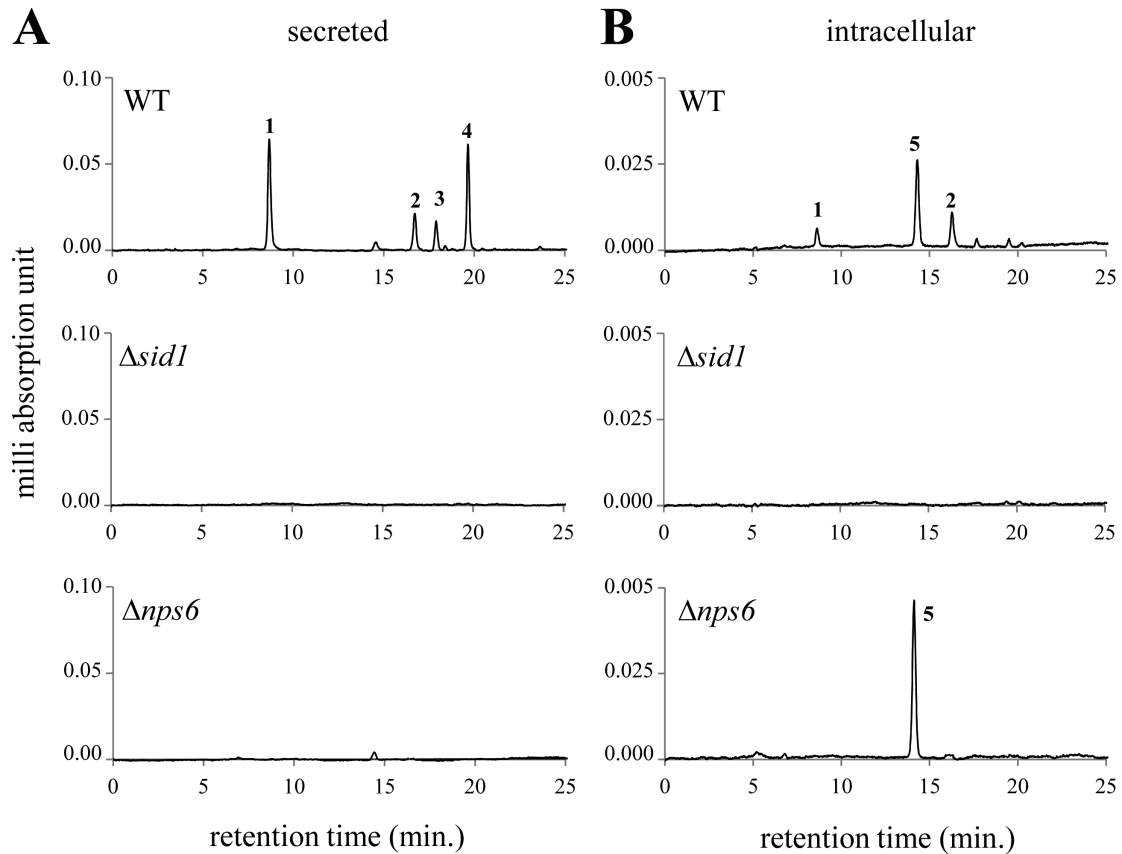 A secreted
B intracellular
milli absorption unit
WT
0.10
0.05
0.00
1
2
3
4
0 5 10 15 20 25
WT
0.005
0.025
0.000
1
5
2
0 5 10 15 20 25
Δsid1
0.10
0.05
0.00
0 5 10 15 20 25
Δsid1
0.005
0.025
0.000
0 5 10 15 20 25
Δnps6
0.10
0.05
0.00
0 5 10 15 20 25
retention time (min.)
Δnps6
0.005
0.025
0.000
5
0 5 10 15 20 25
retention time (min.)